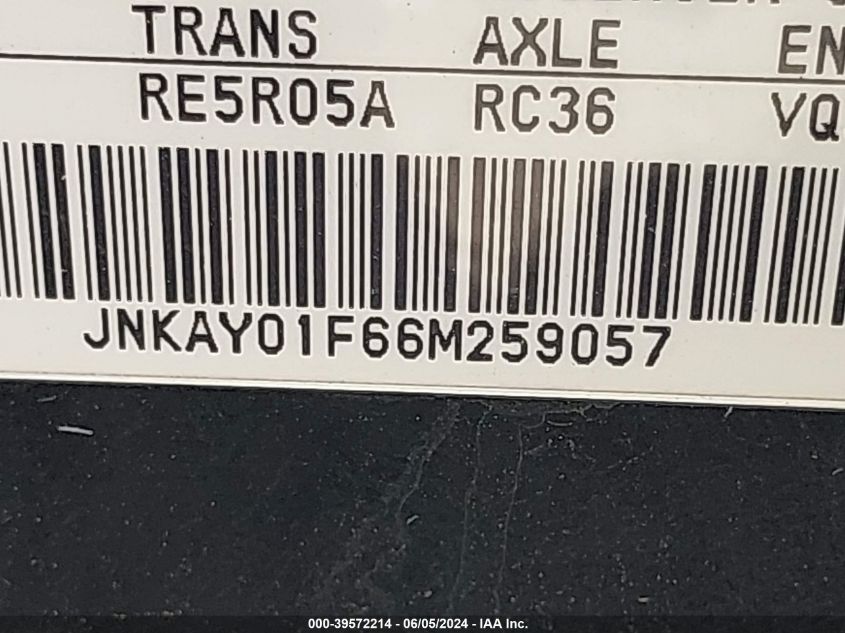 TRANS AXLE EN
RE5R05A RC36 VQ
JNKAY01F66M259057
000-39572214 - 06/05/2024 - IAA Inc.